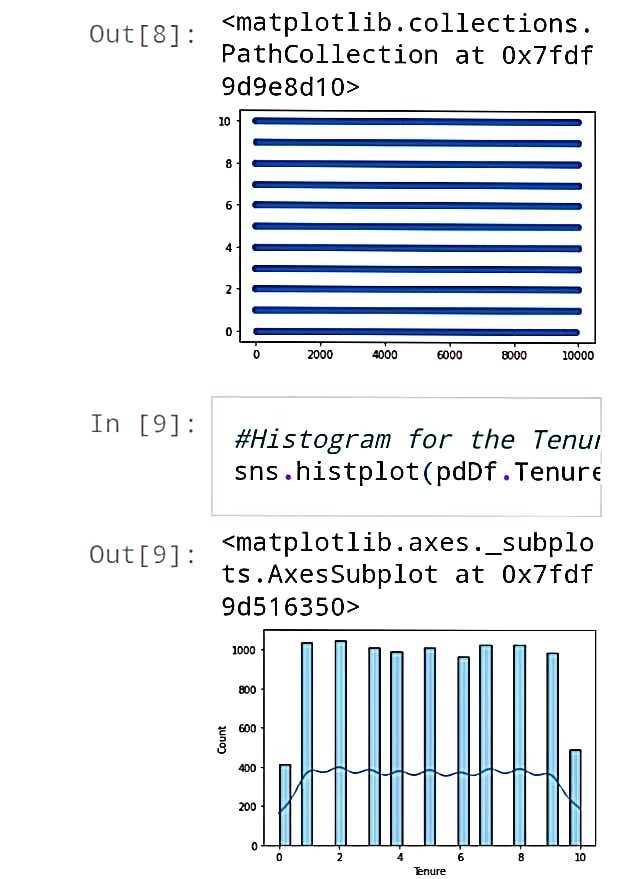 Out[8]:
<matplotlib.collections.
PathCollection at 0x7fdf
9d9e8d10>
10
8
6
4
2
0
0 2000 4000 6000 8000 10000
In [9]:
#Histogram for the Tenur
sns.histplot(pdDf.Tenure
Out[9]:
<matplotlib.axes._subplo
ts.AxesSubplot at 0x7fdf
9d516350>
1000
800
600
400
200
0
Count
0 2 4 6 8 10
Tenure